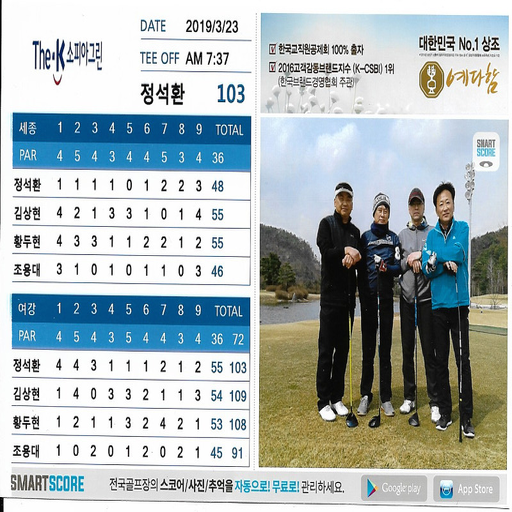 The·K 소피아그린
DATE 2019/3/23
TEE OFF AM 7:37
정석환 103
세종 1 2 3 4 5 6 7 8 9 TOTAL
PAR 4 5 4 3 4 4 5 3 4 36
정석환 1 1 1 1 0 1 2 2 3 48
김상현 4 2 1 3 3 1 0 1 4 55
황두현 4 3 3 1 1 2 2 1 2 55
조용대 3 1 0 1 0 1 1 0 3 46
여강 1 2 3 4 5 6 7 8 9 TOTAL
PAR 4 5 4 3 4 5 3 4 4 36 72
정석환 4 4 3 1 1 1 2 1 2 55 103
김상현 1 4 0 3 3 2 1 1 3 54 109
황두현 1 2 1 1 3 2 4 2 1 53 108
조용대 1 0 2 0 1 2 0 2 1 45 91
한국교직원공제회 100% 출자
2016고객감동브랜드지수 (K-CSBI) 1위
(한국브랜드경영협회 주관)
대한민국 No.1 상조
예다함
SMART SCORE
SMARTSCORE 전국골프장의 스코어/사진/추억을 자동으로! 무료로! 관리하세요.
Google play
App Store